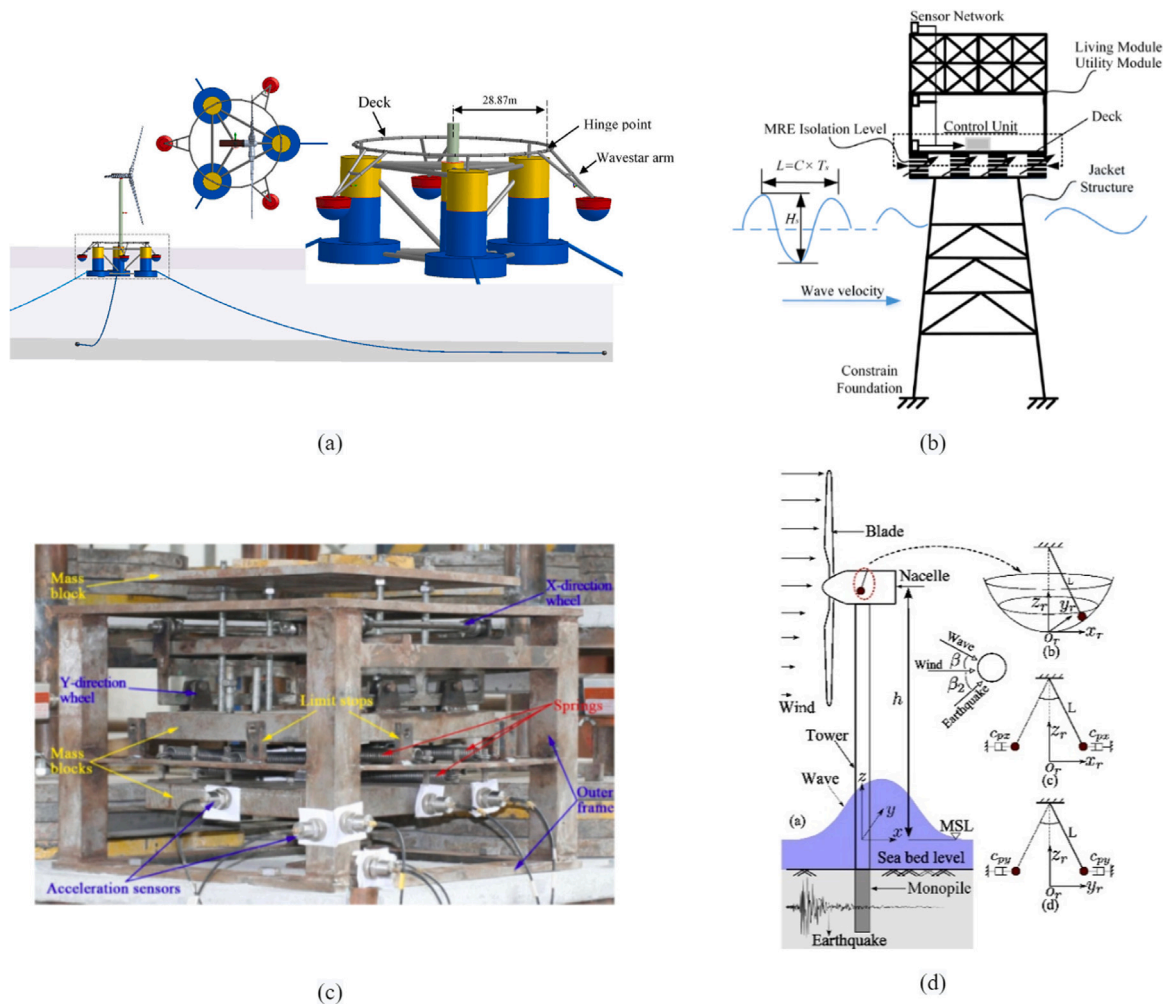 28.87m
Deck
Hinge point
Wavestar arm
(a)
Sensor Network
Living Module
Utility Module
MRE Isolation Level
Control Unit
Deck
L=C× Ts
Hs
Jacket
Structure
Wave velocity
Constrain
Foundation
(b)
Mass
block
X-direction
wheel
Y-direction
wheel
Limit stops
Springs
Mass
blocks
Outer
frame
Acceleration sensors
(c)
Blade
Nacelle
L
zr
yr
or
xr
(b)
Wave
Wind
β
β2
Earthquake
Wind
h
Tower
Wave
z
y
x
(a)
MSL
Sea bed level
Monopile
Earthquake
L
cpx
zr
cpx
or
xr
(c)
L
cpy
zr
cpy
or
yr
(d)
(d)